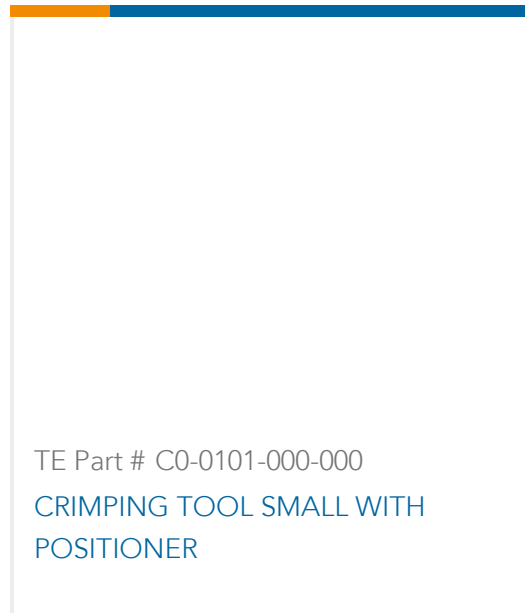 TE Part # C0-0101-000-000
CRIMPING TOOL SMALL WITH
POSITIONER